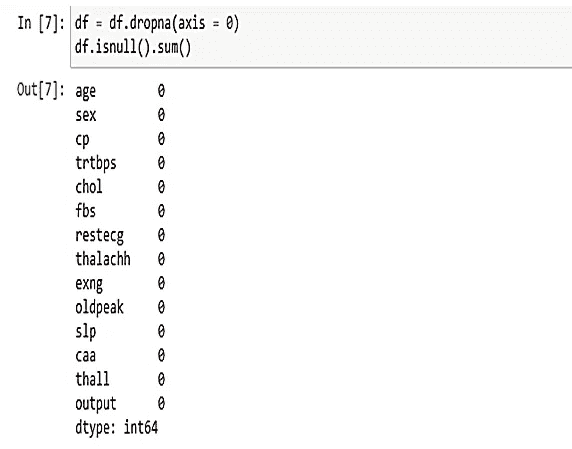 In [7]: df = df.dropna(axis = 0)
df.isnull().sum()
Out[7]: age 0
sex 0
cp 0
trtbps 0
chol 0
fbs 0
restecg 0
thalachh 0
exng 0
oldpeak 0
slp 0
caa 0
thall 0
output 0
dtype: int64